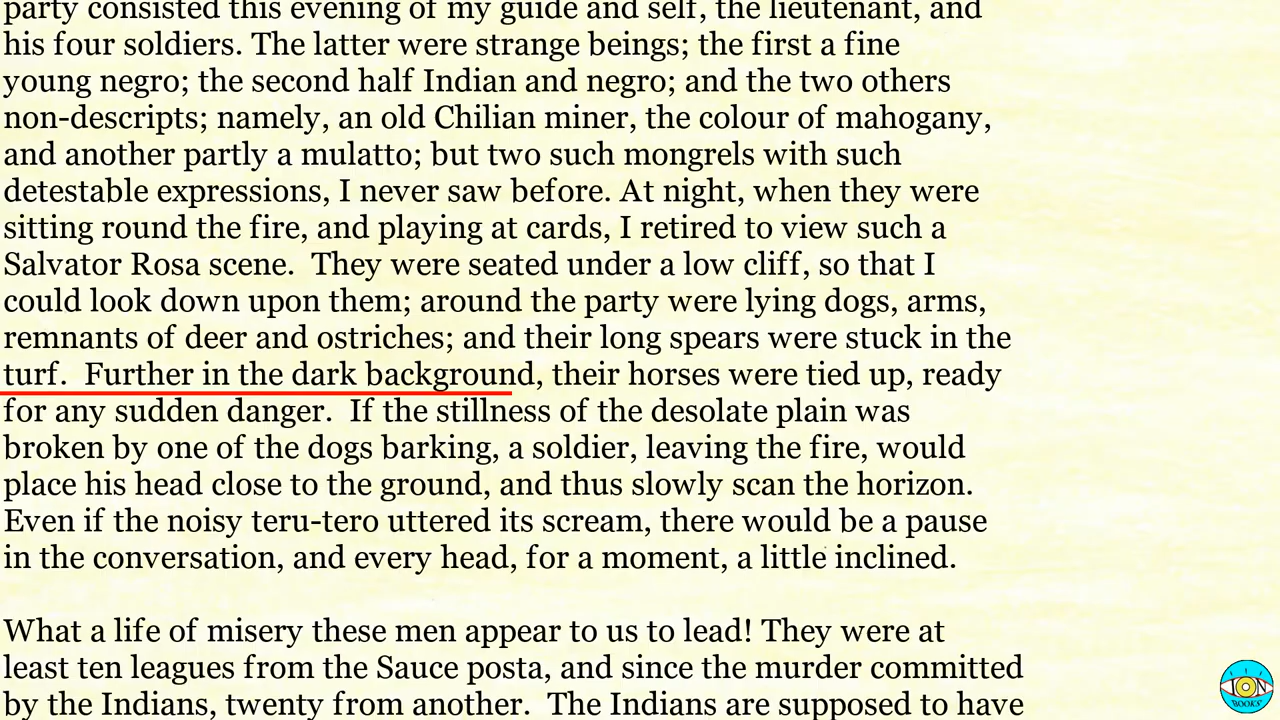 party consisted this evening of my guide and self, the lieutenant, and
his four soldiers. The latter were strange beings; the first a fine
young negro; the second half Indian and negro; and the two others
non-descripts; namely, an old Chilian miner, the colour of mahogany,
and another partly a mulatto; but two such mongrels with such
detestable expressions, I never saw before. At night, when they were
sitting round the fire, and playing at cards, I retired to view such a
Salvator Rosa scene.  They were seated under a low cliff, so that I
could look down upon them; around the party were lying dogs, arms,
remnants of deer and ostriches; and their long spears were stuck in the
turf.  Further in the dark background, their horses were tied up, ready
for any sudden danger.  If the stillness of the desolate plain was
broken by one of the dogs barking, a soldier, leaving the fire, would
place his head close to the ground, and thus slowly scan the horizon.
Even if the noisy teru-tero uttered its scream, there would be a pause
in the conversation, and every head, for a moment, a little inclined.
What a life of misery these men appear to us to lead! They were at
least ten leagues from the Sauce posta, and since the murder committed
by the Indians, twenty from another.  The Indians are supposed to have
ION
BOOKS